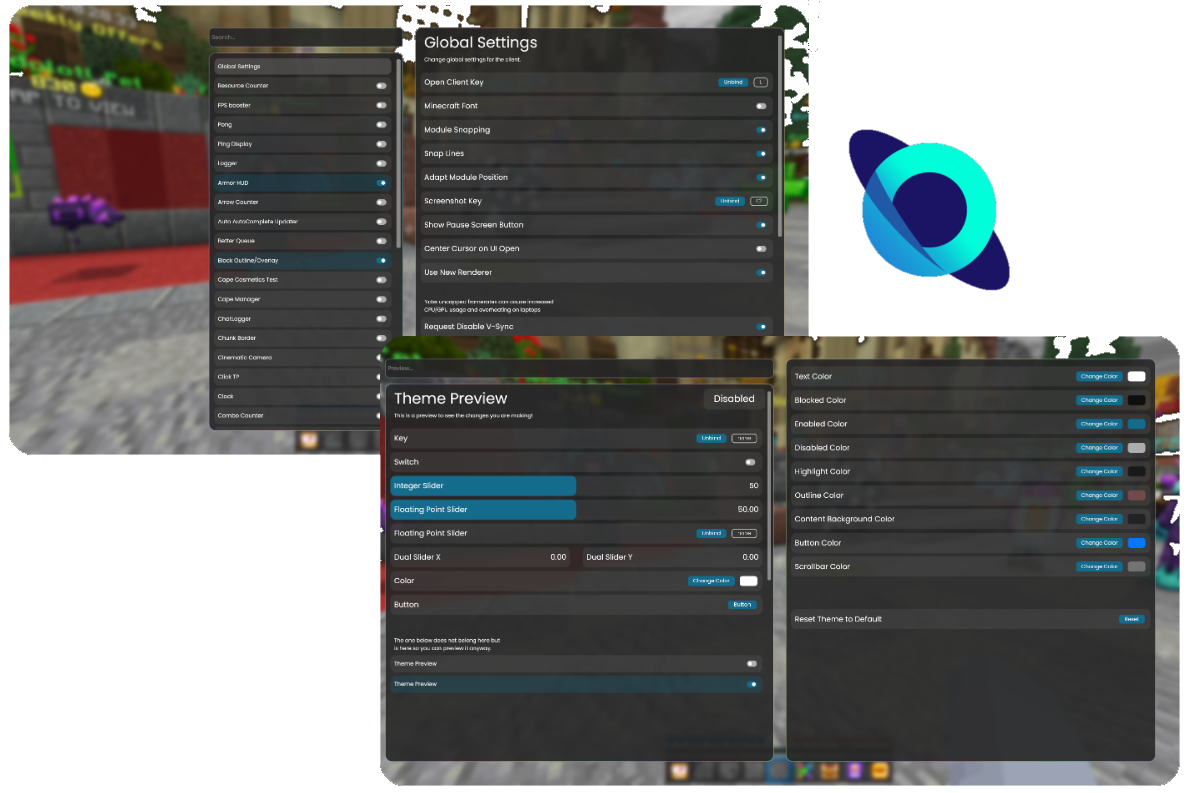 Weekly Offers
TO VIEW
Search...
Global Settings
Resource Counter
FPS booster
Pong
Ping Display
Logger
Armor HUD
Arrow Counter
Auto AutoComplete Updater
Better Queue
Block Outline/Overlay
Cape Cosmetics Test
Cape Manager
ChatLogger
Chunk Border
Cinematic Camera
Click TP
Clock
Combo Counter
Global Settings
Change global settings for the client.
Open Client Key Unbind L
Minecraft Font
Module Snapping
Snap Lines
Adapt Module Position
Screenshot Key Unbind F2
Show Pause Screen Button
Center Cursor on UI Open
Use New Renderer
Note: uncapped framerates can cause increased
CPU/GPU usage and overheating on laptops
Request Disable V-Sync
Preview...
Theme Preview Disabled
This is a preview to see the changes you are making!
Key Unbind none
Switch
Integer Slider 50
Floating Point Slider 50.00
Floating Point Slider Unbind none
Dual Slider X 0.00 Dual Slider Y 0.00
Color Change Color
Button Button
The one below does not belong here but
is here so you can preview it anyway.
Theme Preview
Theme Preview
Text Color Change Color
Blocked Color Change Color
Enabled Color Change Color
Disabled Color Change Color
Highlight Color Change Color
Outline Color Change Color
Content Background Color Change Color
Button Color Change Color
Scrollbar Color Change Color
Reset Theme to Default Reset